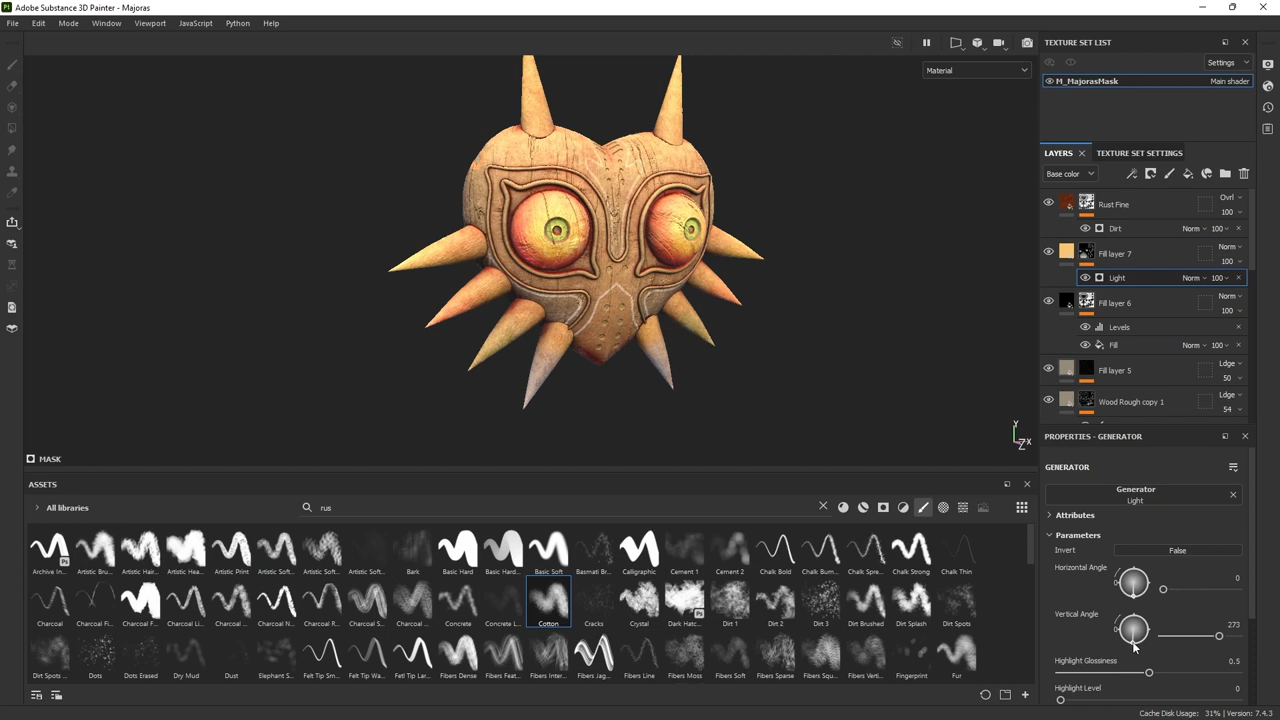 Pt Adobe Substance 3D Painter - Majoras
File Edit Mode Window Viewport JavaScript Python Help
Material
MASK
Y
X
Z
TEXTURE SET LIST
Settings
M_MajorasMask Main shader
LAYERS TEXTURE SET SETTINGS
Base color
Rust Fine Ovrl 100
Dirt Norm 100
Fill layer 7 Norm 100
Light Norm 100
Fill layer 6 Norm 100
Levels
Fill Norm 100
Fill layer 5 Ldge 50
Wood Rough copy 1 Ldge 54
PROPERTIES - GENERATOR
GENERATOR
Generator
Light
Attributes
Parameters
Invert False
Horizontal Angle 0
Vertical Angle 273
Highlight Glossiness 0.5
Highlight Level 0
ASSETS
All libraries rus
Archive In... Artistic Bru... Artistic Hair... Artistic Hea... Artistic Print Artistic Soft... Artistic Soft... Artistic Soft... Bark Basic Hard Basic Hard... Basic Soft Basmati Br... Calligraphic Cement 1 Cement 2 Chalk Bold Chalk Bum... Chalk Spre... Chalk Strong Chalk Thin
Charcoal Charcoal Fi... Charcoal F... Charcoal Li... Charcoal ... Charcoal N... Charcoal R... Charcoal S... Charcoal ... Concrete Concrete L... Cotton Cracks Crystal Dark Hatc... Dirt 1 Dirt 2 Dirt 3 Dirt Brushed Dirt Splash Dirt Spots
Dirt Spots ... Dots Dots Erased Dry Mud Dust Elephant S... Felt Tip Sm... Felt Tip Wa... Felt Tip Lar... Fibers Dense Fibers Feat... Fibers Inter... Fibers Jag... Fibers Line Fibers Moss Fibers Soft Fibers Sparse Fibers Squ... Fibers Verti... Fingerprint Fur
Cache Disk Usage: 31% | Version: 7.4.3